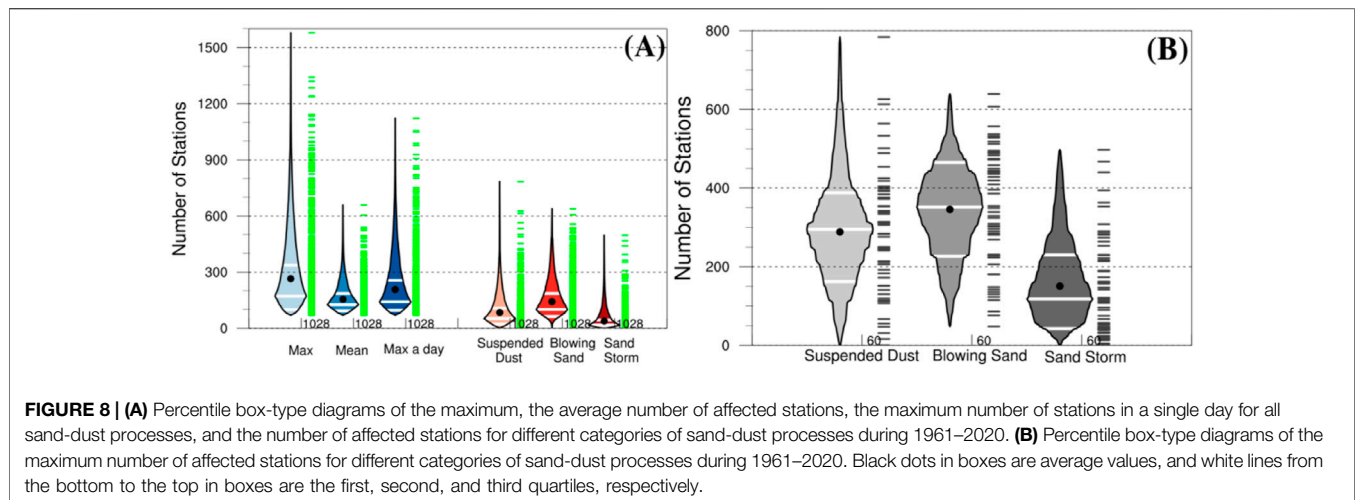 (A)
Number of Stations
1500
1200
900
600
300
0
1028
1028
1028
1028
1028
1028
Max
Mean
Max a day
Suspended
Dust
Blowing
Sand
Sand
Storm
(B)
Number of Stations
800
600
400
200
0
60
60
60
Suspended Dust
Blowing Sand
Sand Storm
FIGURE 8 | (A) Percentile box-type diagrams of the maximum, the average number of affected stations, the maximum number of stations in a single day for all
sand-dust processes, and the number of affected stations for different categories of sand-dust processes during 1961–2020. (B) Percentile box-type diagrams of the
maximum number of affected stations for different categories of sand-dust processes during 1961–2020. Black dots in boxes are average values, and white lines from
the bottom to the top in boxes are the first, second, and third quartiles, respectively.